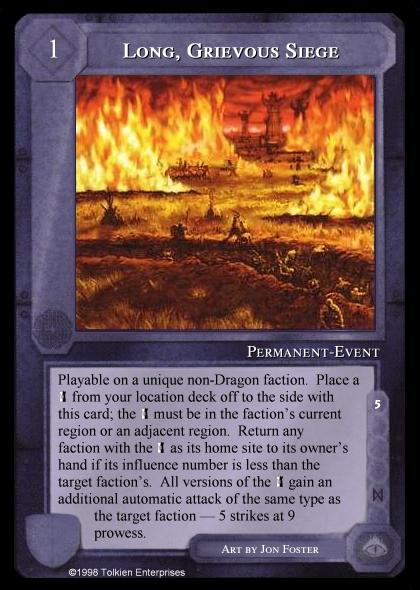 1
Long, Grievous Siege
Permanent-Event
Playable on a unique non-Dragon faction. Place a
from your location deck off to the side with
this card; the must be in the faction's current
region or an adjacent region. Return any
faction with the as its home site to its owner's
hand if its influence number is less than the
target faction's. All versions of the gain an
additional automatic attack of the same type as
the target faction — 5 strikes at 9
prowess.
5
Art by Jon Foster
©1998 Tolkien Enterprises